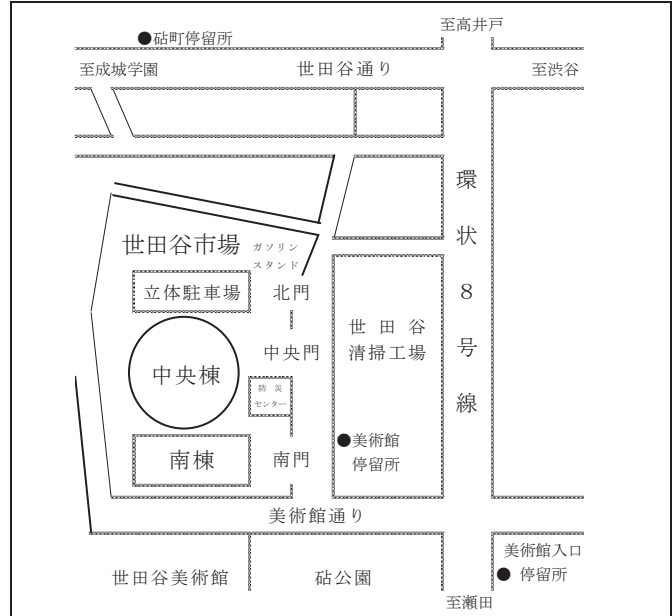 至高井戸
●砧町停留所
至成城学園
世田谷通り
至渋谷
環状8号線
世田谷市場
ガソリン
スタンド
立体駐車場
北門
世田谷
清掃工場
中央門
中央棟
防災
センター
●美術館
停留所
南棟
南門
美術館通り
美術館入口
● 停留所
世田谷美術館
砧公園
至瀬田